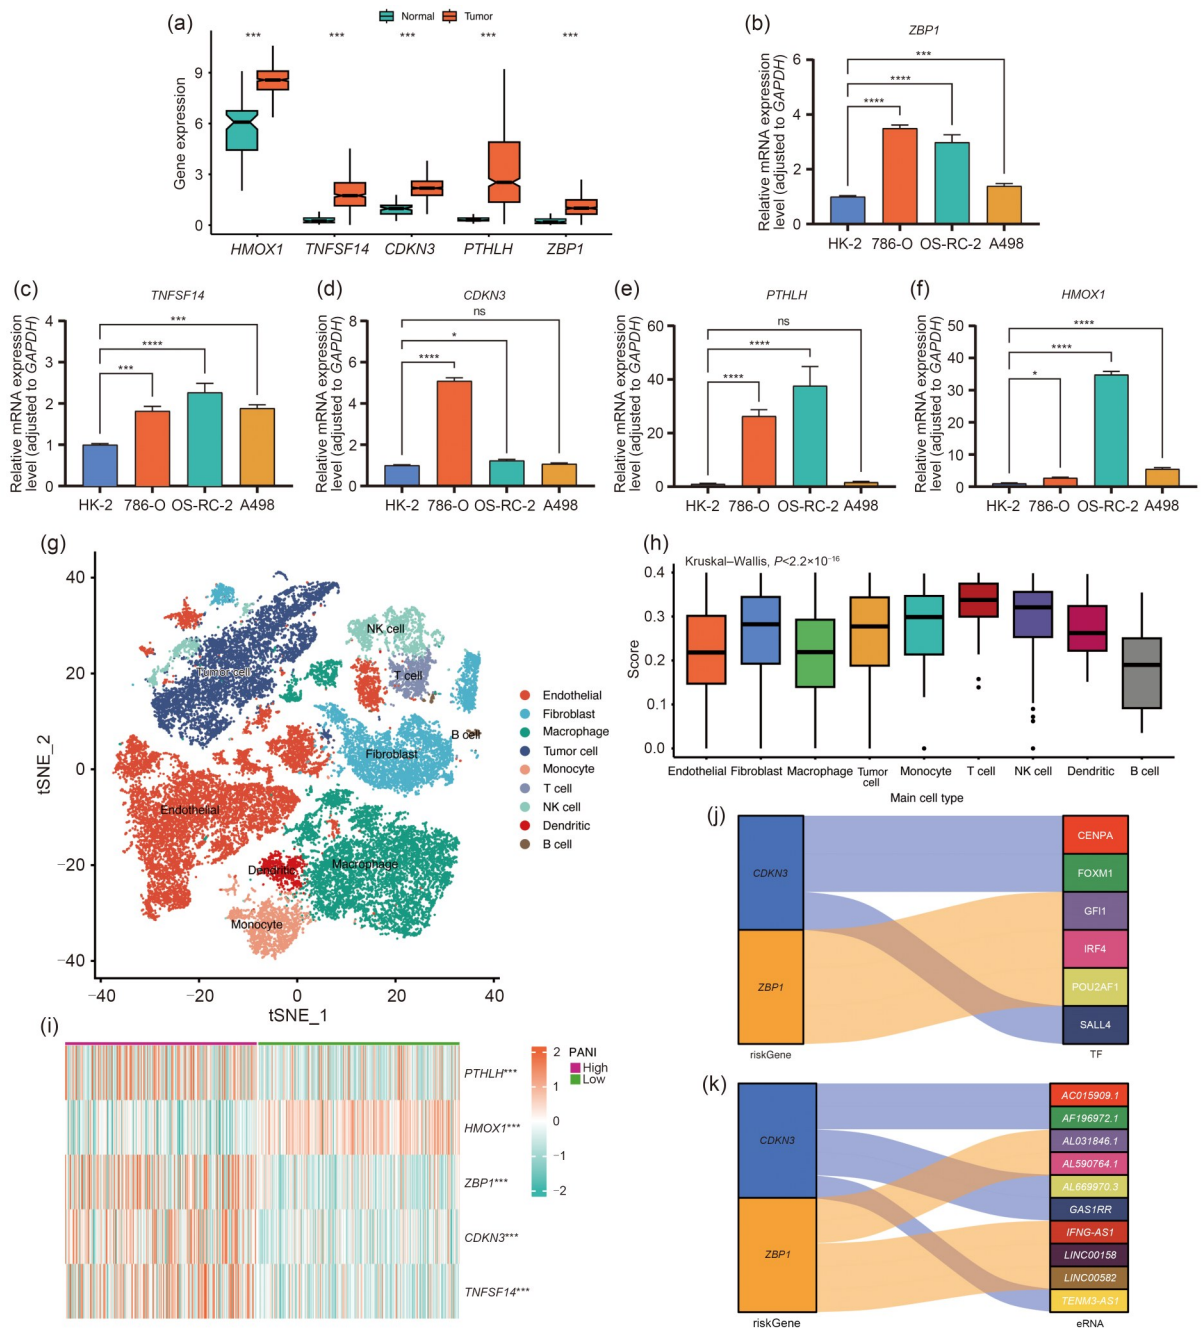 (a)
Normal Tumor
*** *** *** *** ***
Gene expression
9
6
3
0
HMOX1 TNFSF14 CDKN3 PTHLH ZBP1
(b)
ZBP1
Relative mRNA expression
level (adjusted to GAPDH)
6
4
2
0
***
****
****
HK-2 786-O OS-RC-2 A498
(c)
TNFSF14
Relative mRNA expression
level (adjusted to GAPDH)
4
3
2
1
0
***
****
***
HK-2 786-O OS-RC-2 A498
(d)
CDKN3
Relative mRNA expression
level (adjusted to GAPDH)
8
6
4
2
0
ns
*
****
HK-2 786-O OS-RC-2 A498
(e)
PTHLH
Relative mRNA expression
level (adjusted to GAPDH)
60
40
20
0
ns
****
****
HK-2 786-O OS-RC-2 A498
(f)
HMOX1
Relative mRNA expression
level (adjusted to GAPDH)
50
40
30
20
10
0
****
****
*
HK-2 786-O OS-RC-2 A498
(g)
tSNE_2
40
20
0
−20
−40
−40 −20 0 20 40
tSNE_1
NK cell
Tumor cell
T cell
B cell
Fibroblast
Endothelial
Dendritic
Macrophage
Monocyte
Endothelial
Fibroblast
Macrophage
Tumor cell
Monocyte
T cell
NK cell
Dendritic
B cell
(h)
Kruskal–Wallis, P<2.2×10−16
Score
0.4
0.3
0.2
0.1
0.0
Endothelial Fibroblast Macrophage Tumor cell Monocyte T cell NK cell Dendritic B cell
Main cell type
(i)
PTHLH***
HMOX1***
ZBP1***
CDKN3***
TNFSF14***
2
1
0
−1
−2
PANI
High
Low
(j)
CDKN3
ZBP1
riskGene
CENPA
FOXM1
GFI1
IRF4
POU2AF1
SALL4
TF
(k)
CDKN3
ZBP1
riskGene
AC015909.1
AF196972.1
AL031846.1
AL590764.1
AL669970.3
GAS1RR
IFNG-AS1
LINC00158
LINC00582
TENM3-AS1
eRNA